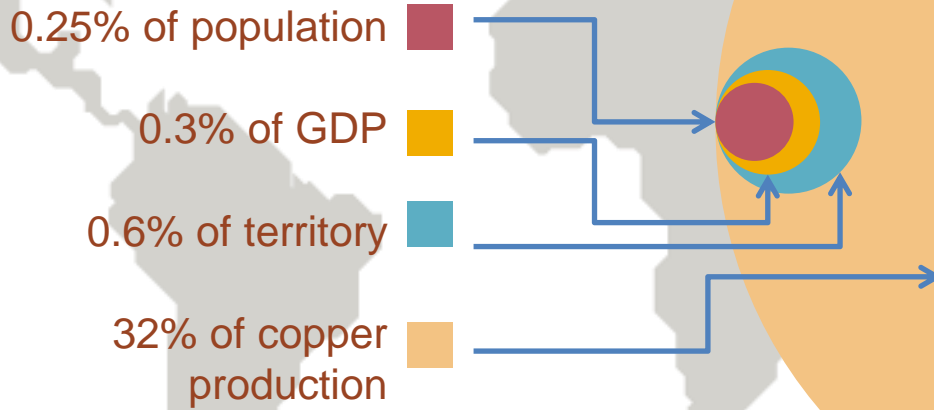 0.25% of population
0.3% of GDP
0.6% of territory
32% of copper
production